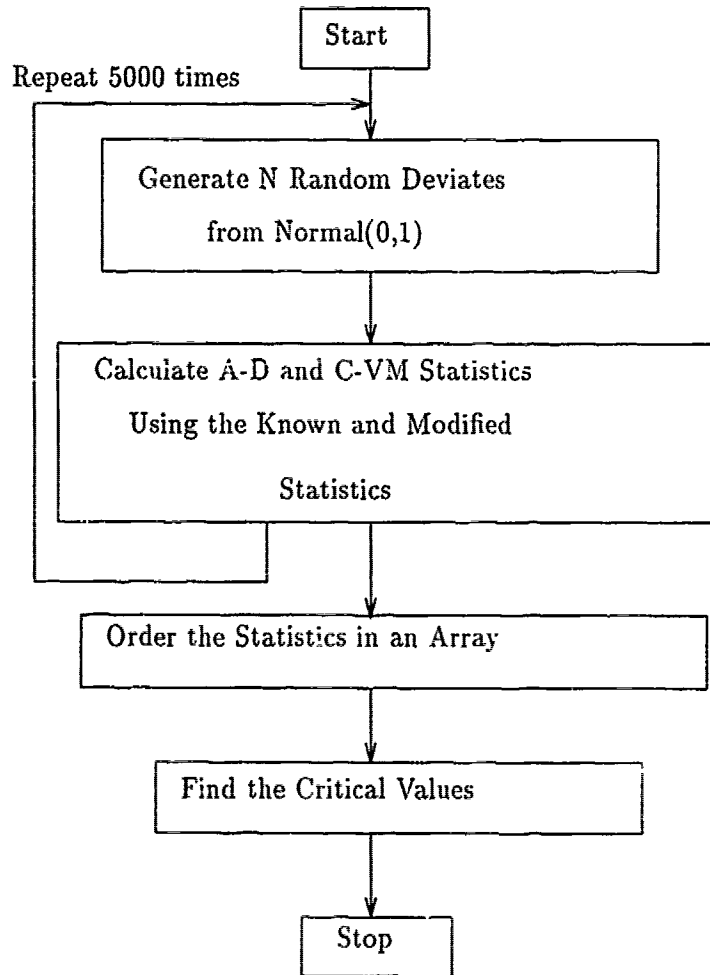 Start
Repeat 5000 times
Generate N Random Deviates
from Normal(0,1)
Calculate A-D and C-VM Statistics
Using the Known and Modified
Statistics
Order the Statistics in an Array
Find the Critical Values
Stop